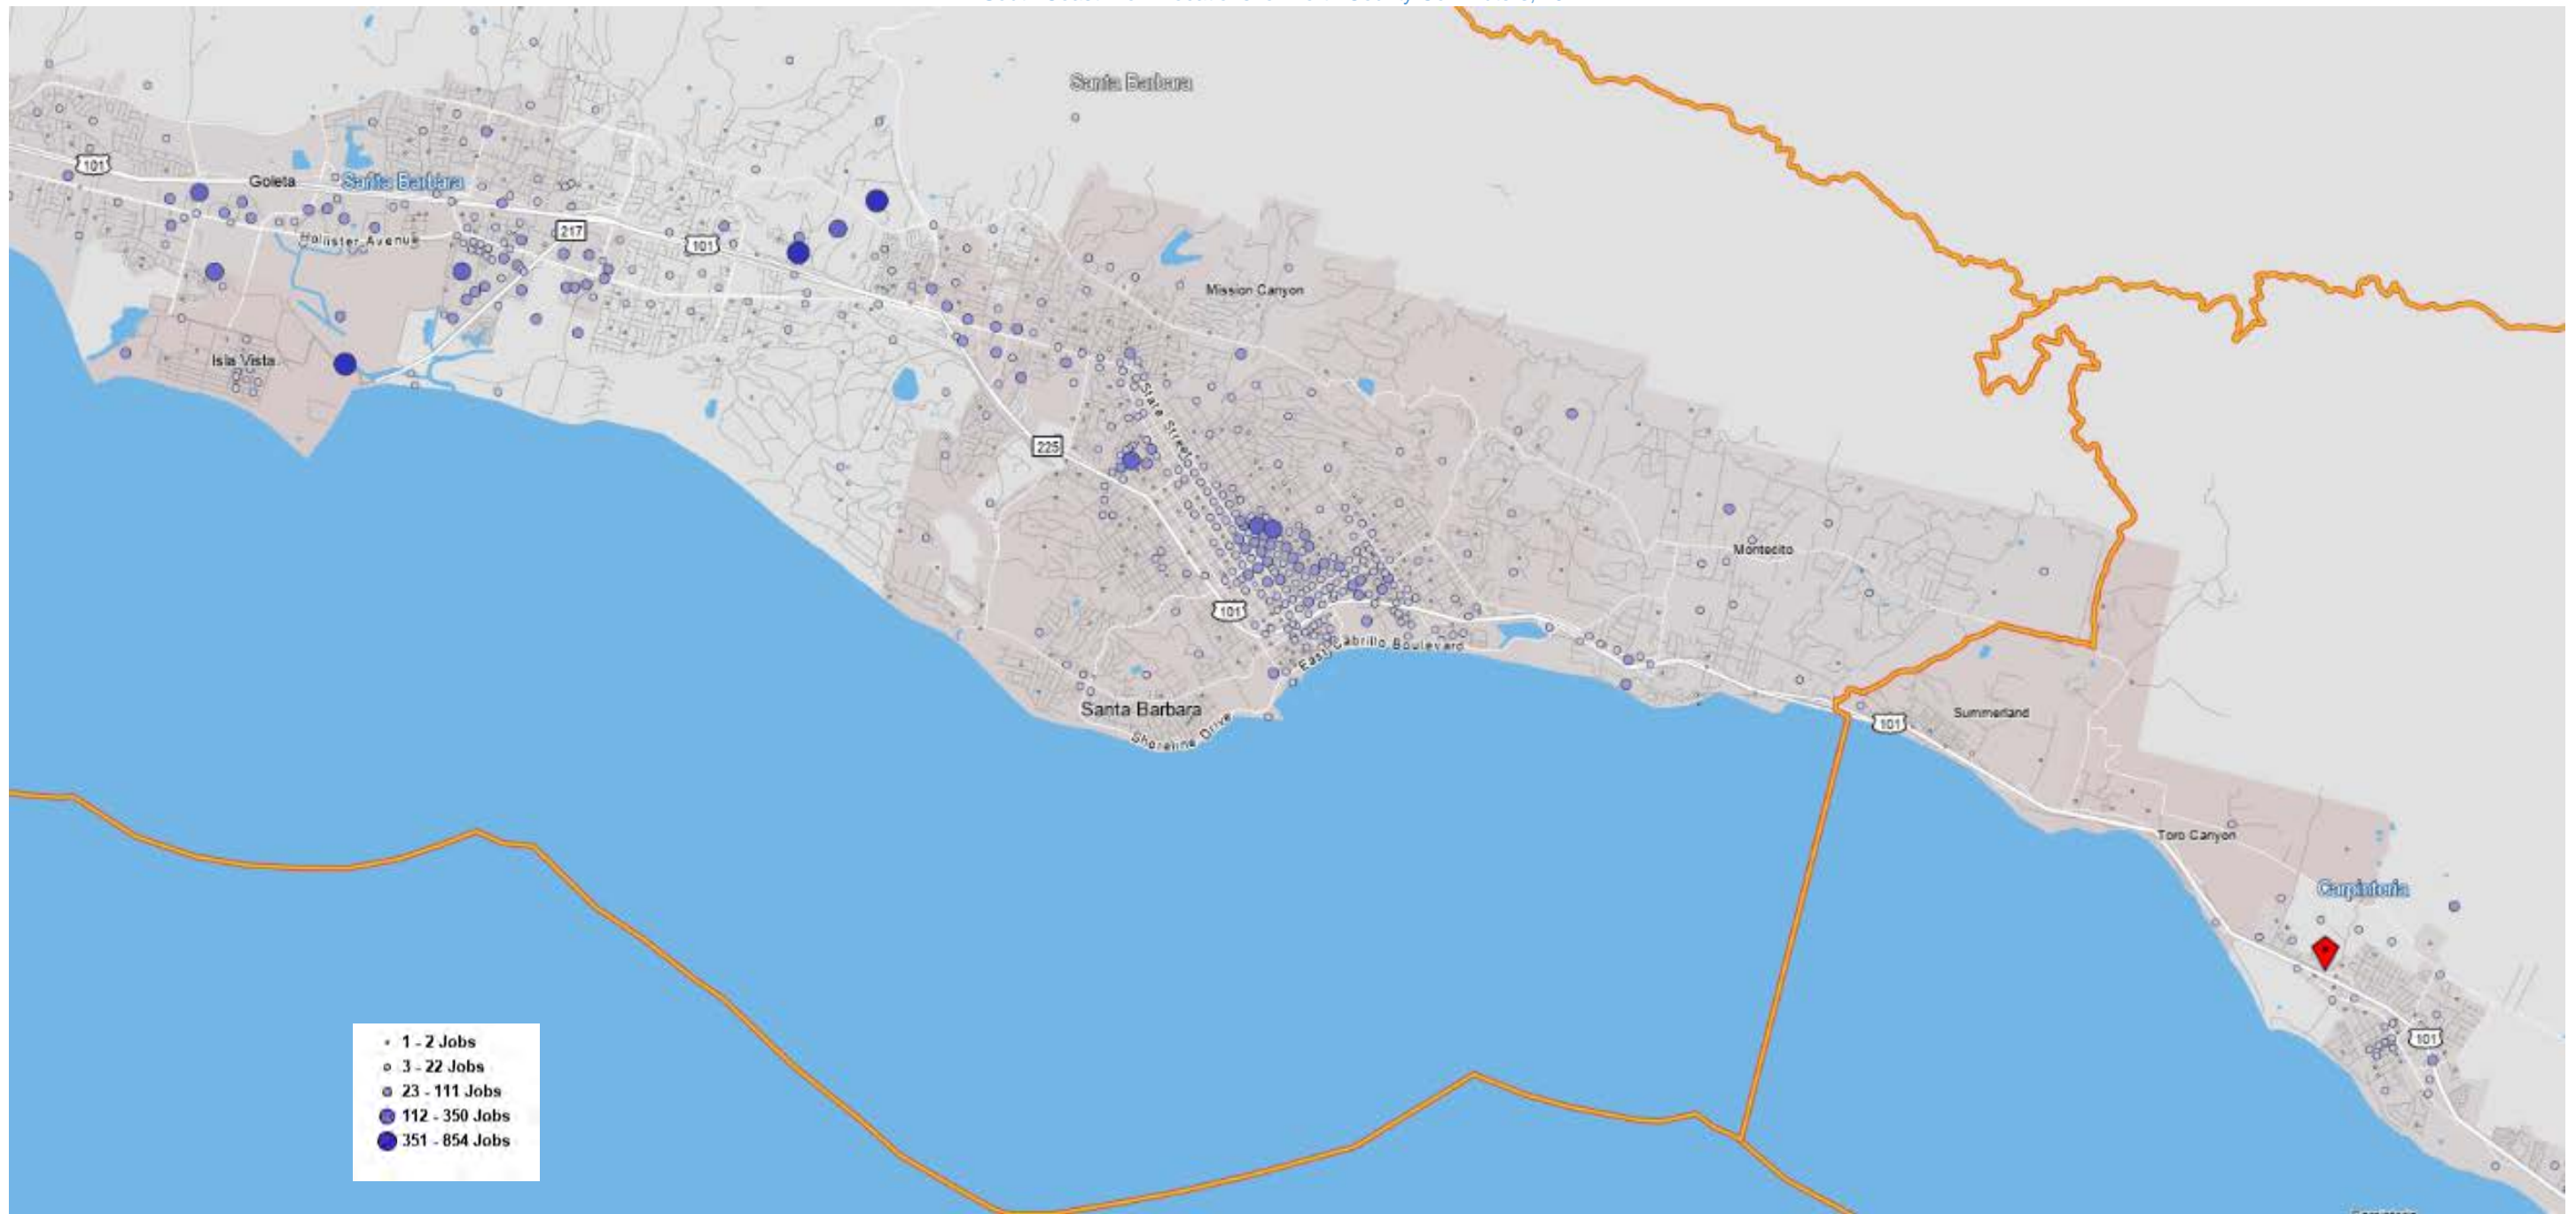 Santa Barbara
101
Goleta
Santa Barbara
217
Hollister Avenue
101
Mission Canyon
Isla Vista
State Street
225
Montecito
101
East Cabrillo Boulevard
Santa Barbara
Shoreline Drive
Summerland
101
Toro Canyon
Carpinteria
101
1 - 2 Jobs
3 - 22 Jobs
23 - 111 Jobs
112 - 350 Jobs
351 - 854 Jobs